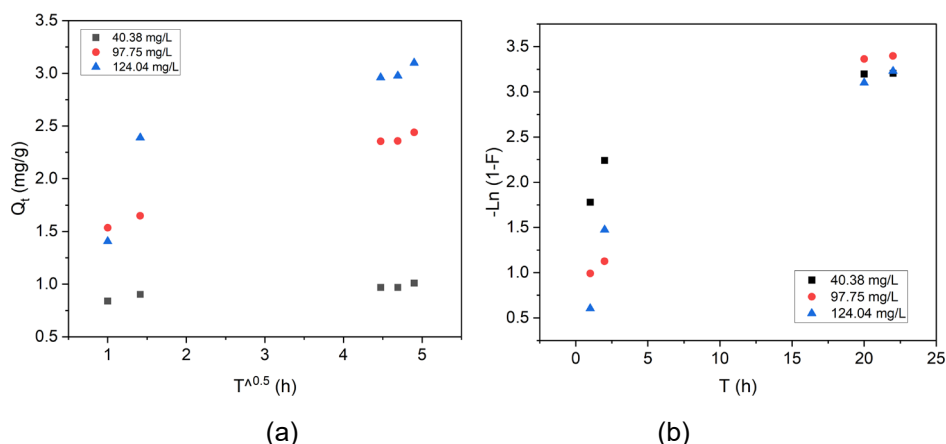 3.5
3.0
2.5
2.0
1.5
1.0
0.5
Q_t (mg/g)
40.38 mg/L
97.75 mg/L
124.04 mg/L
1 2 3 4 5
T^0.5 (h)
(a)
3.5
3.0
2.5
2.0
1.5
1.0
0.5
-Ln (1-F)
40.38 mg/L
97.75 mg/L
124.04 mg/L
0 5 10 15 20 25
T (h)
(b)